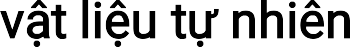 vật liệu tự nhiên